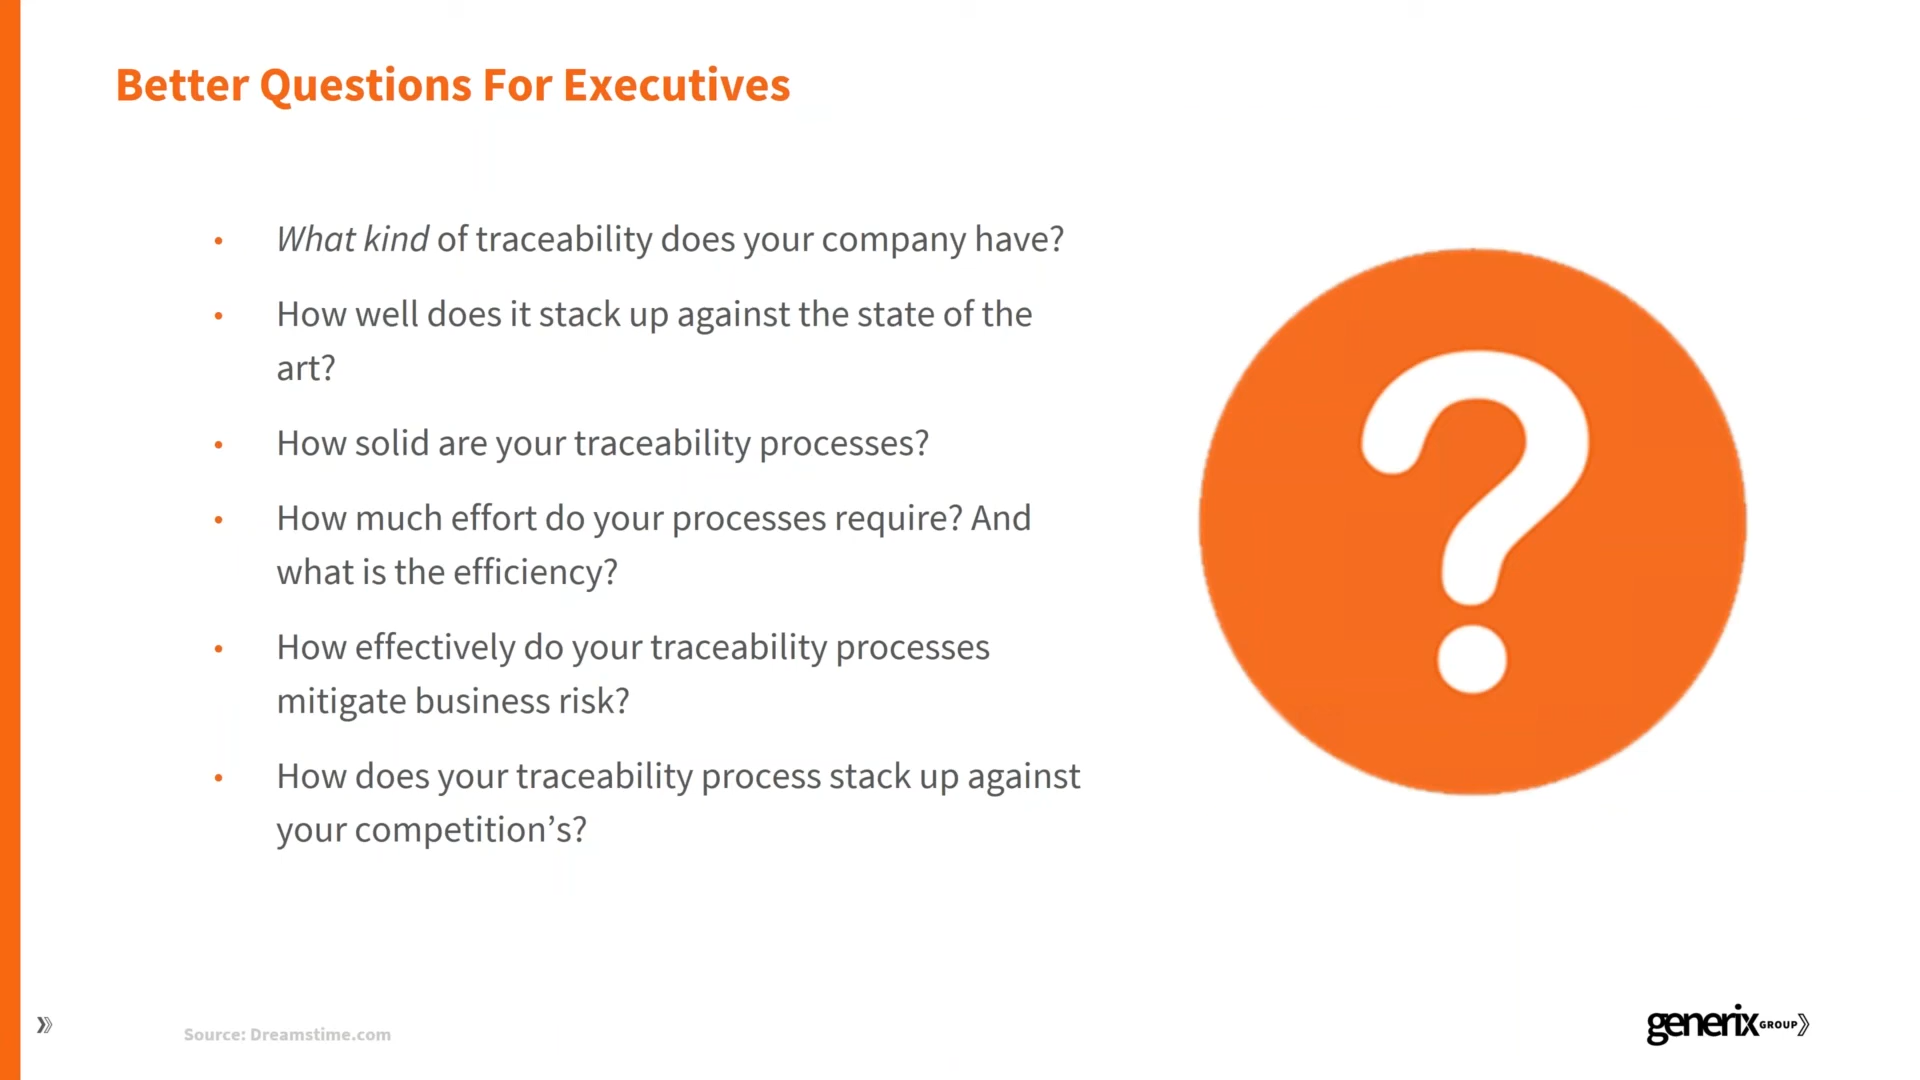 Better Questions For Executives
• What kind of traceability does your company have?
• How well does it stack up against the state of the
art?
• How solid are your traceability processes?
• How much effort do your processes require? And
what is the efficiency?
• How effectively do your traceability processes
mitigate business risk?
• How does your traceability process stack up against
your competition’s?
?
Source: Dreamstime.com
generix GROUP